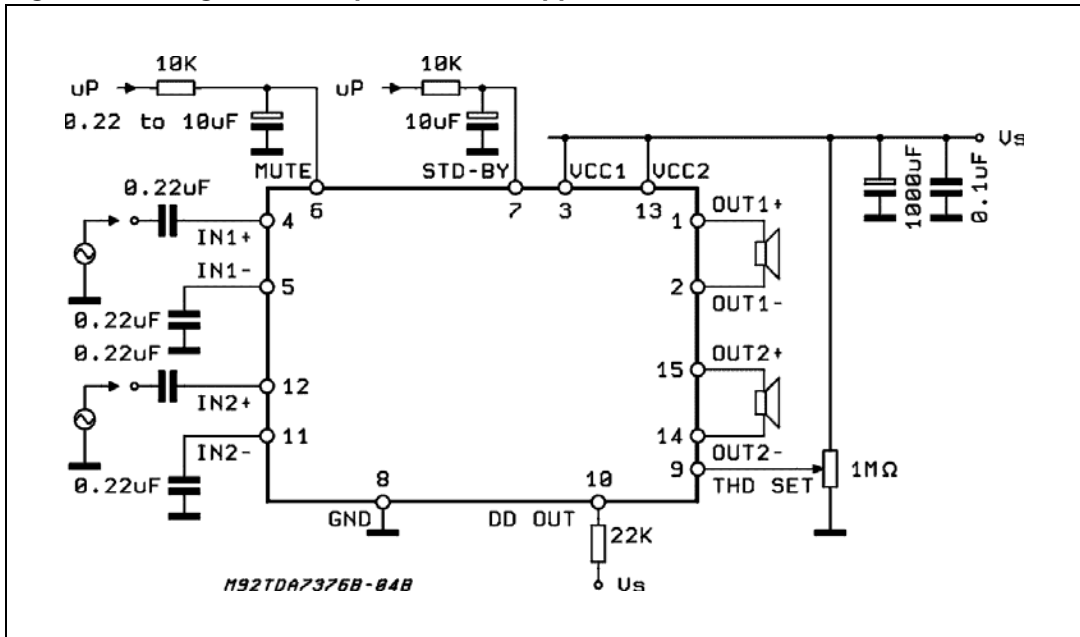 10K
uP
0.22 to 10uF
10K
uP
10uF
Vs
MUTE
STD-BY
VCC1
VCC2
1000uF
0.1uF
0.22uF
6
7
3
13
4
IN1+
1
OUT1+
IN1-
5
2
OUT1-
0.22uF
0.22uF
OUT2+
15
12
IN2+
11
IN2-
14
OUT2-
9
THD SET
1MΩ
0.22uF
8
10
GND
DD OUT
22K
M92TDA7376B-04B
Vs